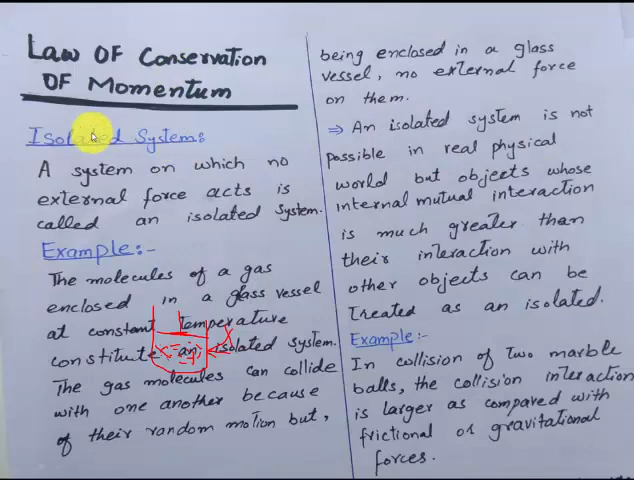 Law OF Conservation
OF Momentum
Isolated System:
A system on which no
external force acts is
called an isolated system.
Example:-
The molecules of a gas
enclosed in a glass vessel
at constant temperature
constitute an isolated system.
The gas molecules can collide
with one another because
of their random motion but,
being enclosed in a glass
vessel, no external force
on them.
⇒ An isolated system is not
possible in real physical
world but objects whose
internal mutual interaction
is much greater than
their interaction with
other objects can be
treated as an isolated.
Example:-
In collision of two marble
balls, the collision interaction
is larger as compared with
frictional or gravitational
forces.